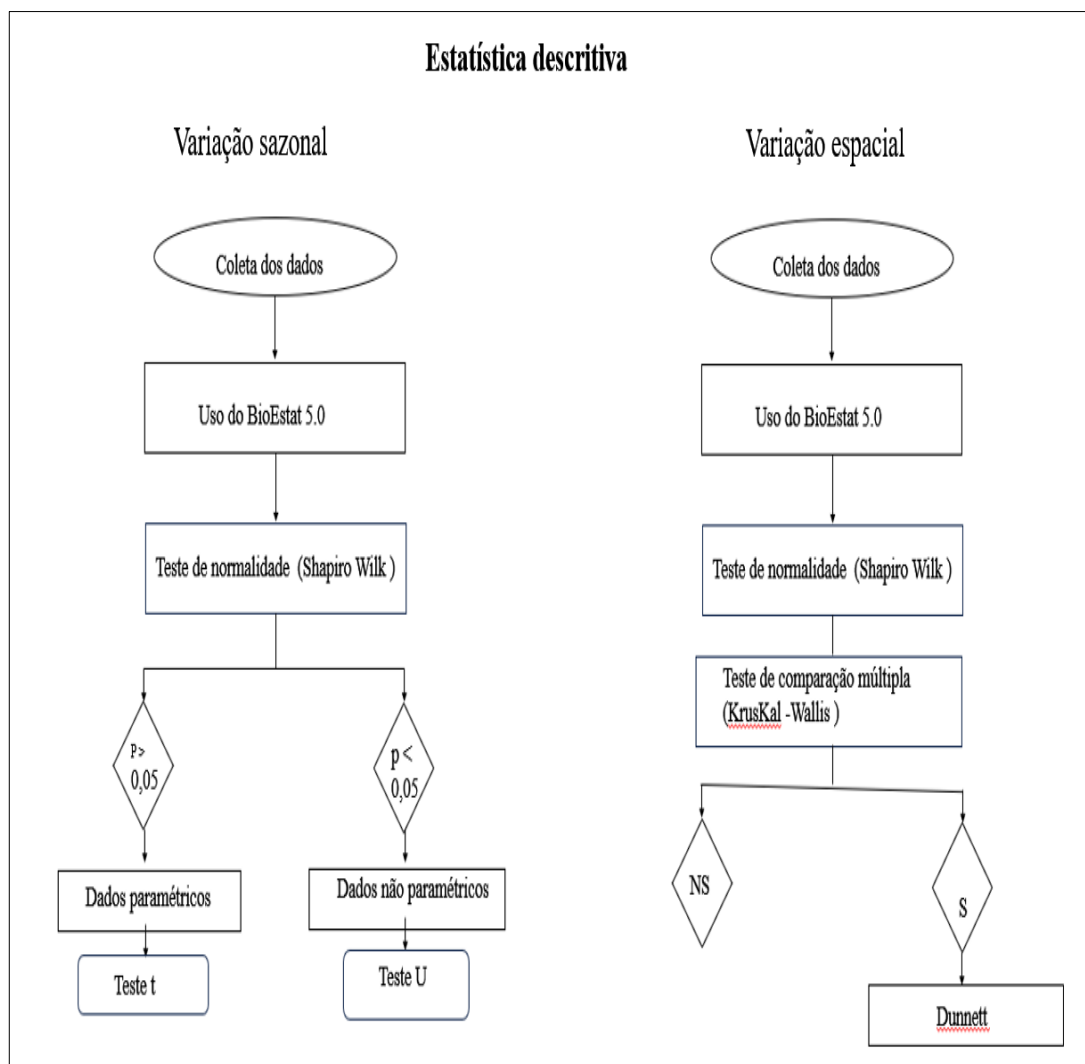 Estatística descritiva
Variação sazonal
Coleta dos dados
Uso do BioEstat 5.0
Teste de normalidade (Shapiro Wilk )
P >
0,05
p <
0,05
Dados paramétricos
Dados não paramétricos
Teste t
Teste U
Variação espacial
Coleta dos dados
Uso do BioEstat 5.0
Teste de normalidade (Shapiro Wilk )
Teste de comparação múltipla
(KrusKal -Wallis )
NS
S
Dunnett